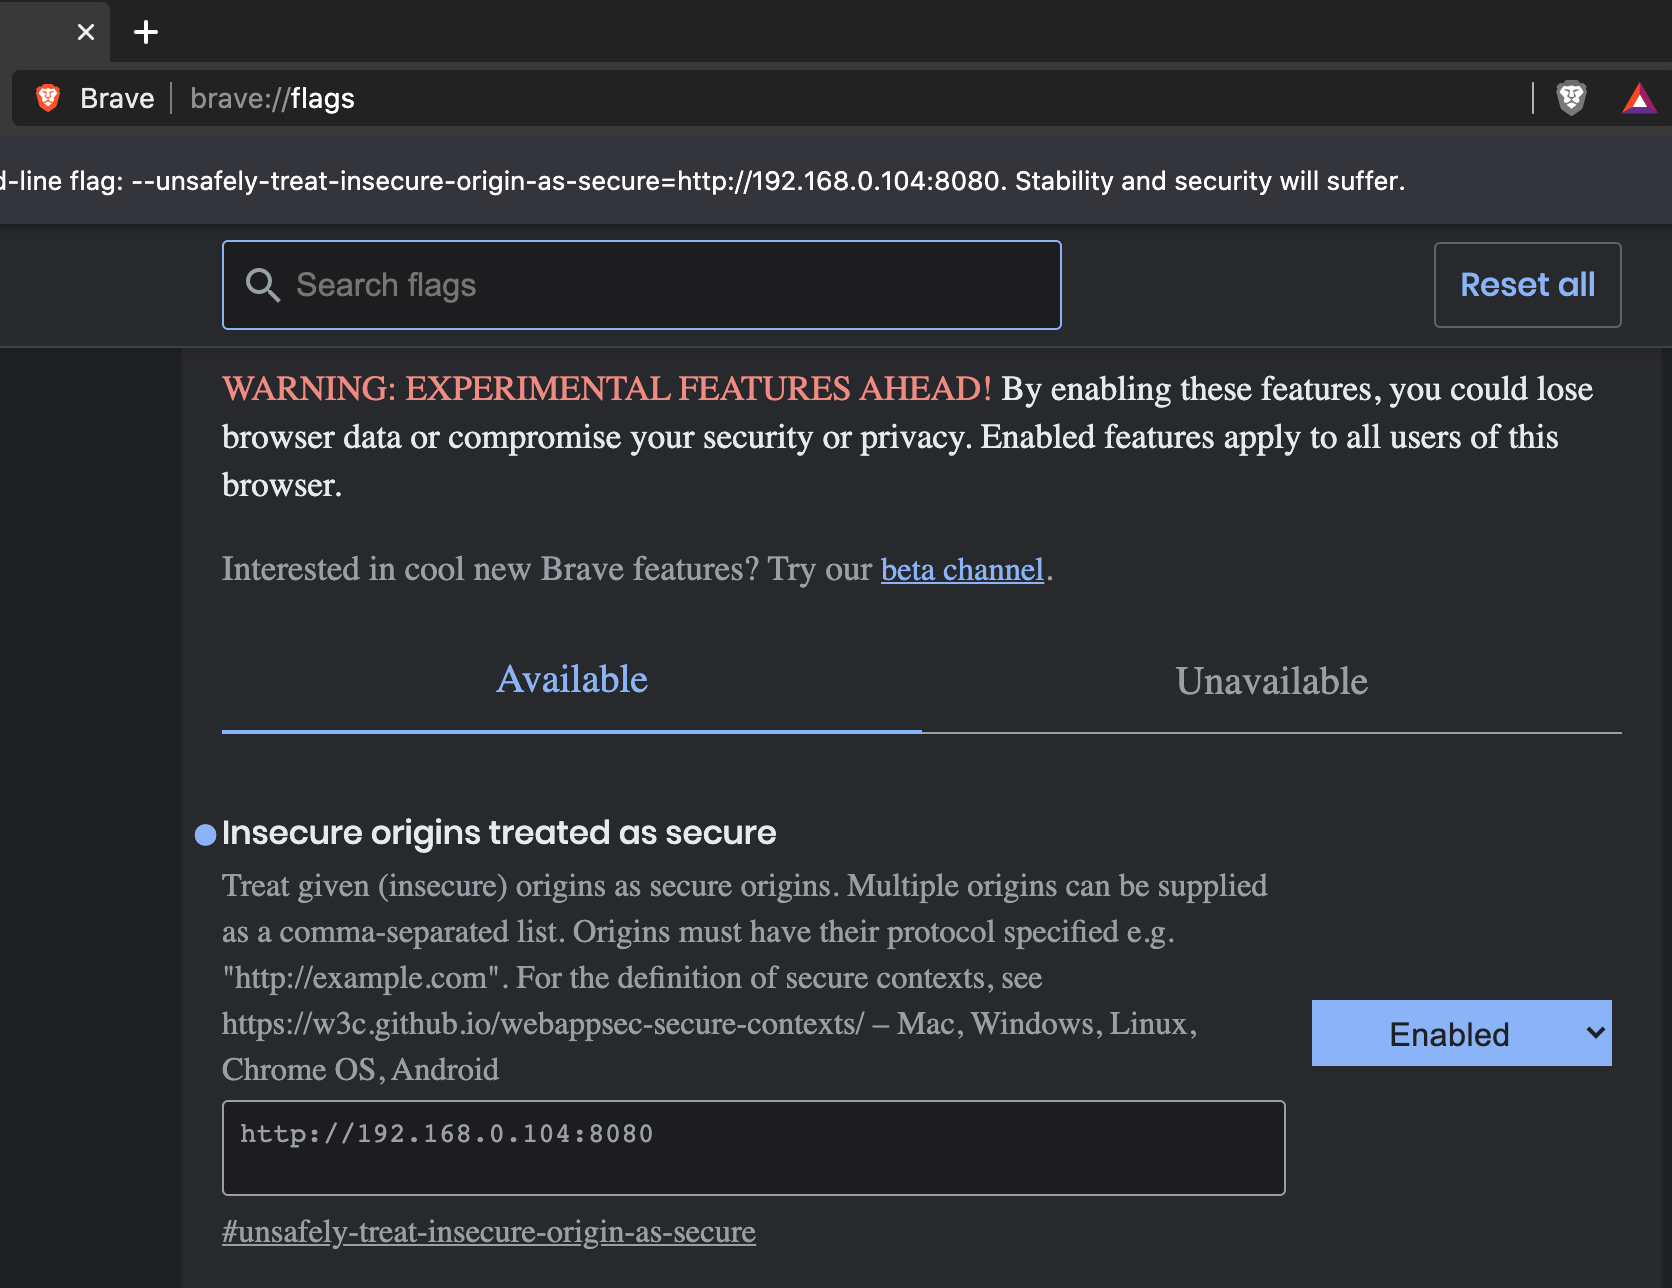 Brave brave://flags
-line flag: --unsafely-treat-insecure-origin-as-secure=http://192.168.0.104:8080. Stability and security will suffer.
Search flags
Reset all
WARNING: EXPERIMENTAL FEATURES AHEAD! By enabling these features, you could lose
browser data or compromise your security or privacy. Enabled features apply to all users of this
browser.
Interested in cool new Brave features? Try our beta channel.
Available
Unavailable
Insecure origins treated as secure
Treat given (insecure) origins as secure origins. Multiple origins can be supplied
as a comma-separated list. Origins must have their protocol specified e.g.
"http://example.com". For the definition of secure contexts, see
https://w3c.github.io/webappsec-secure-contexts/ – Mac, Windows, Linux,
Chrome OS, Android
Enabled
http://192.168.0.104:8080
#unsafely-treat-insecure-origin-as-secure